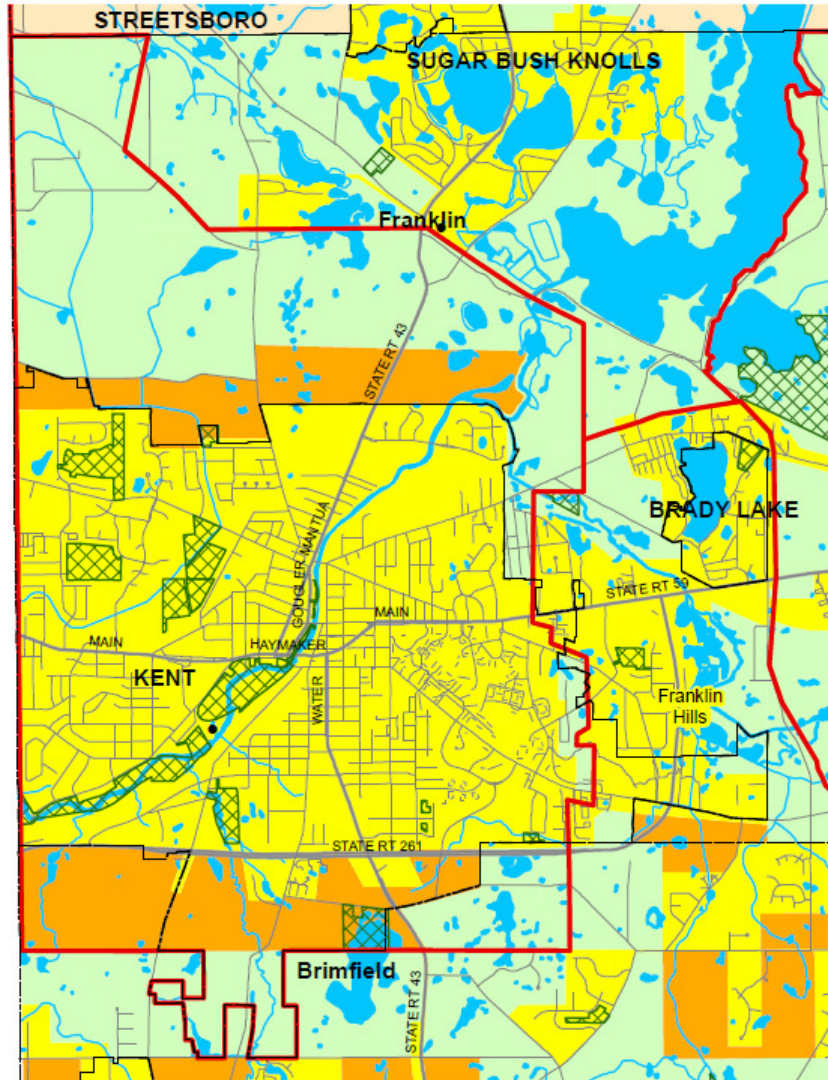 STREETSBORO
SUGAR BUSH KNOLLS
Franklin
STATE RT 43
BRADY LAKE
GOUGLER
MANTUA
STATE RT 59
MAIN
MAIN
HAYMAKER
KENT
WATER
Franklin
Hills
STATE RT 261
Brimfield
STATE RT 43